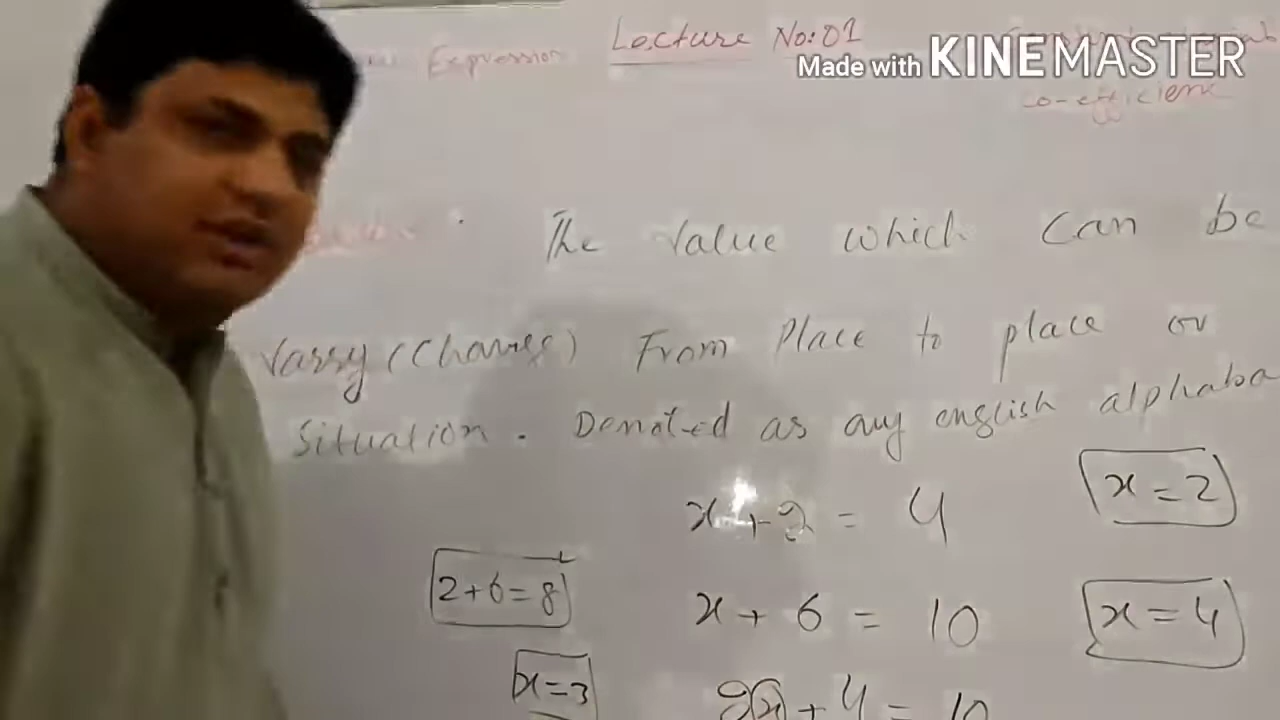 Expression Lecture No:01
Made with KINEMASTER
co-efficient
The value which can be
Varry (Change) From Place to place or
Situation. Denoted as any english alphaba
x + 2 = 4
x = 2
2+6=8
x + 6 = 10
x = 4
x=3
2x + 4 = 10